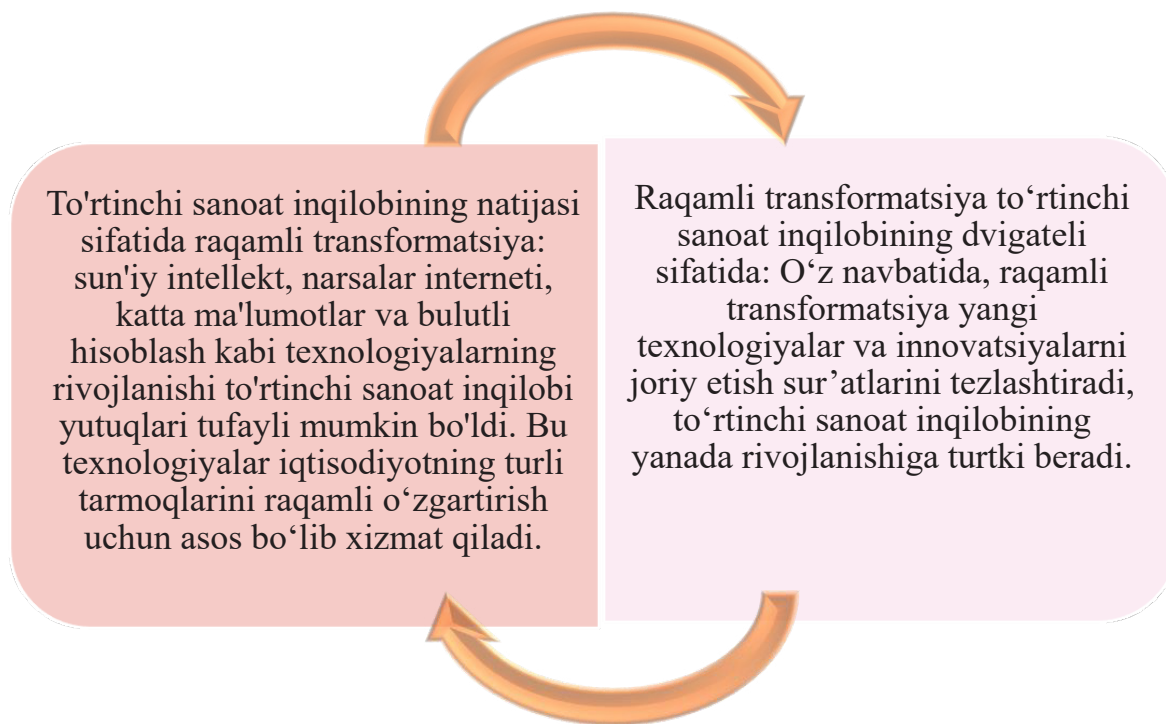 To'rtinchi sanoat inqilobining natijasi
sifatida raqamli transformatsiya:
sun'iy intellekt, narsalar interneti,
katta ma'lumotlar va bulutli
hisoblash kabi texnologiyalarning
rivojlanishi to'rtinchi sanoat inqilobi
yutuqlari tufayli mumkin bo'ldi. Bu
texnologiyalar iqtisodiyotning turli
tarmoqlarini raqamli o‘zgartirish
uchun asos bo‘lib xizmat qiladi.
Raqamli transformatsiya to‘rtinchi
sanoat inqilobining dvigateli
sifatida: O‘z navbatida, raqamli
transformatsiya yangi
texnologiyalar va innovatsiyalarni
joriy etish sur’atlarini tezlashtiradi,
to‘rtinchi sanoat inqilobining
yanada rivojlanishiga turtki beradi.